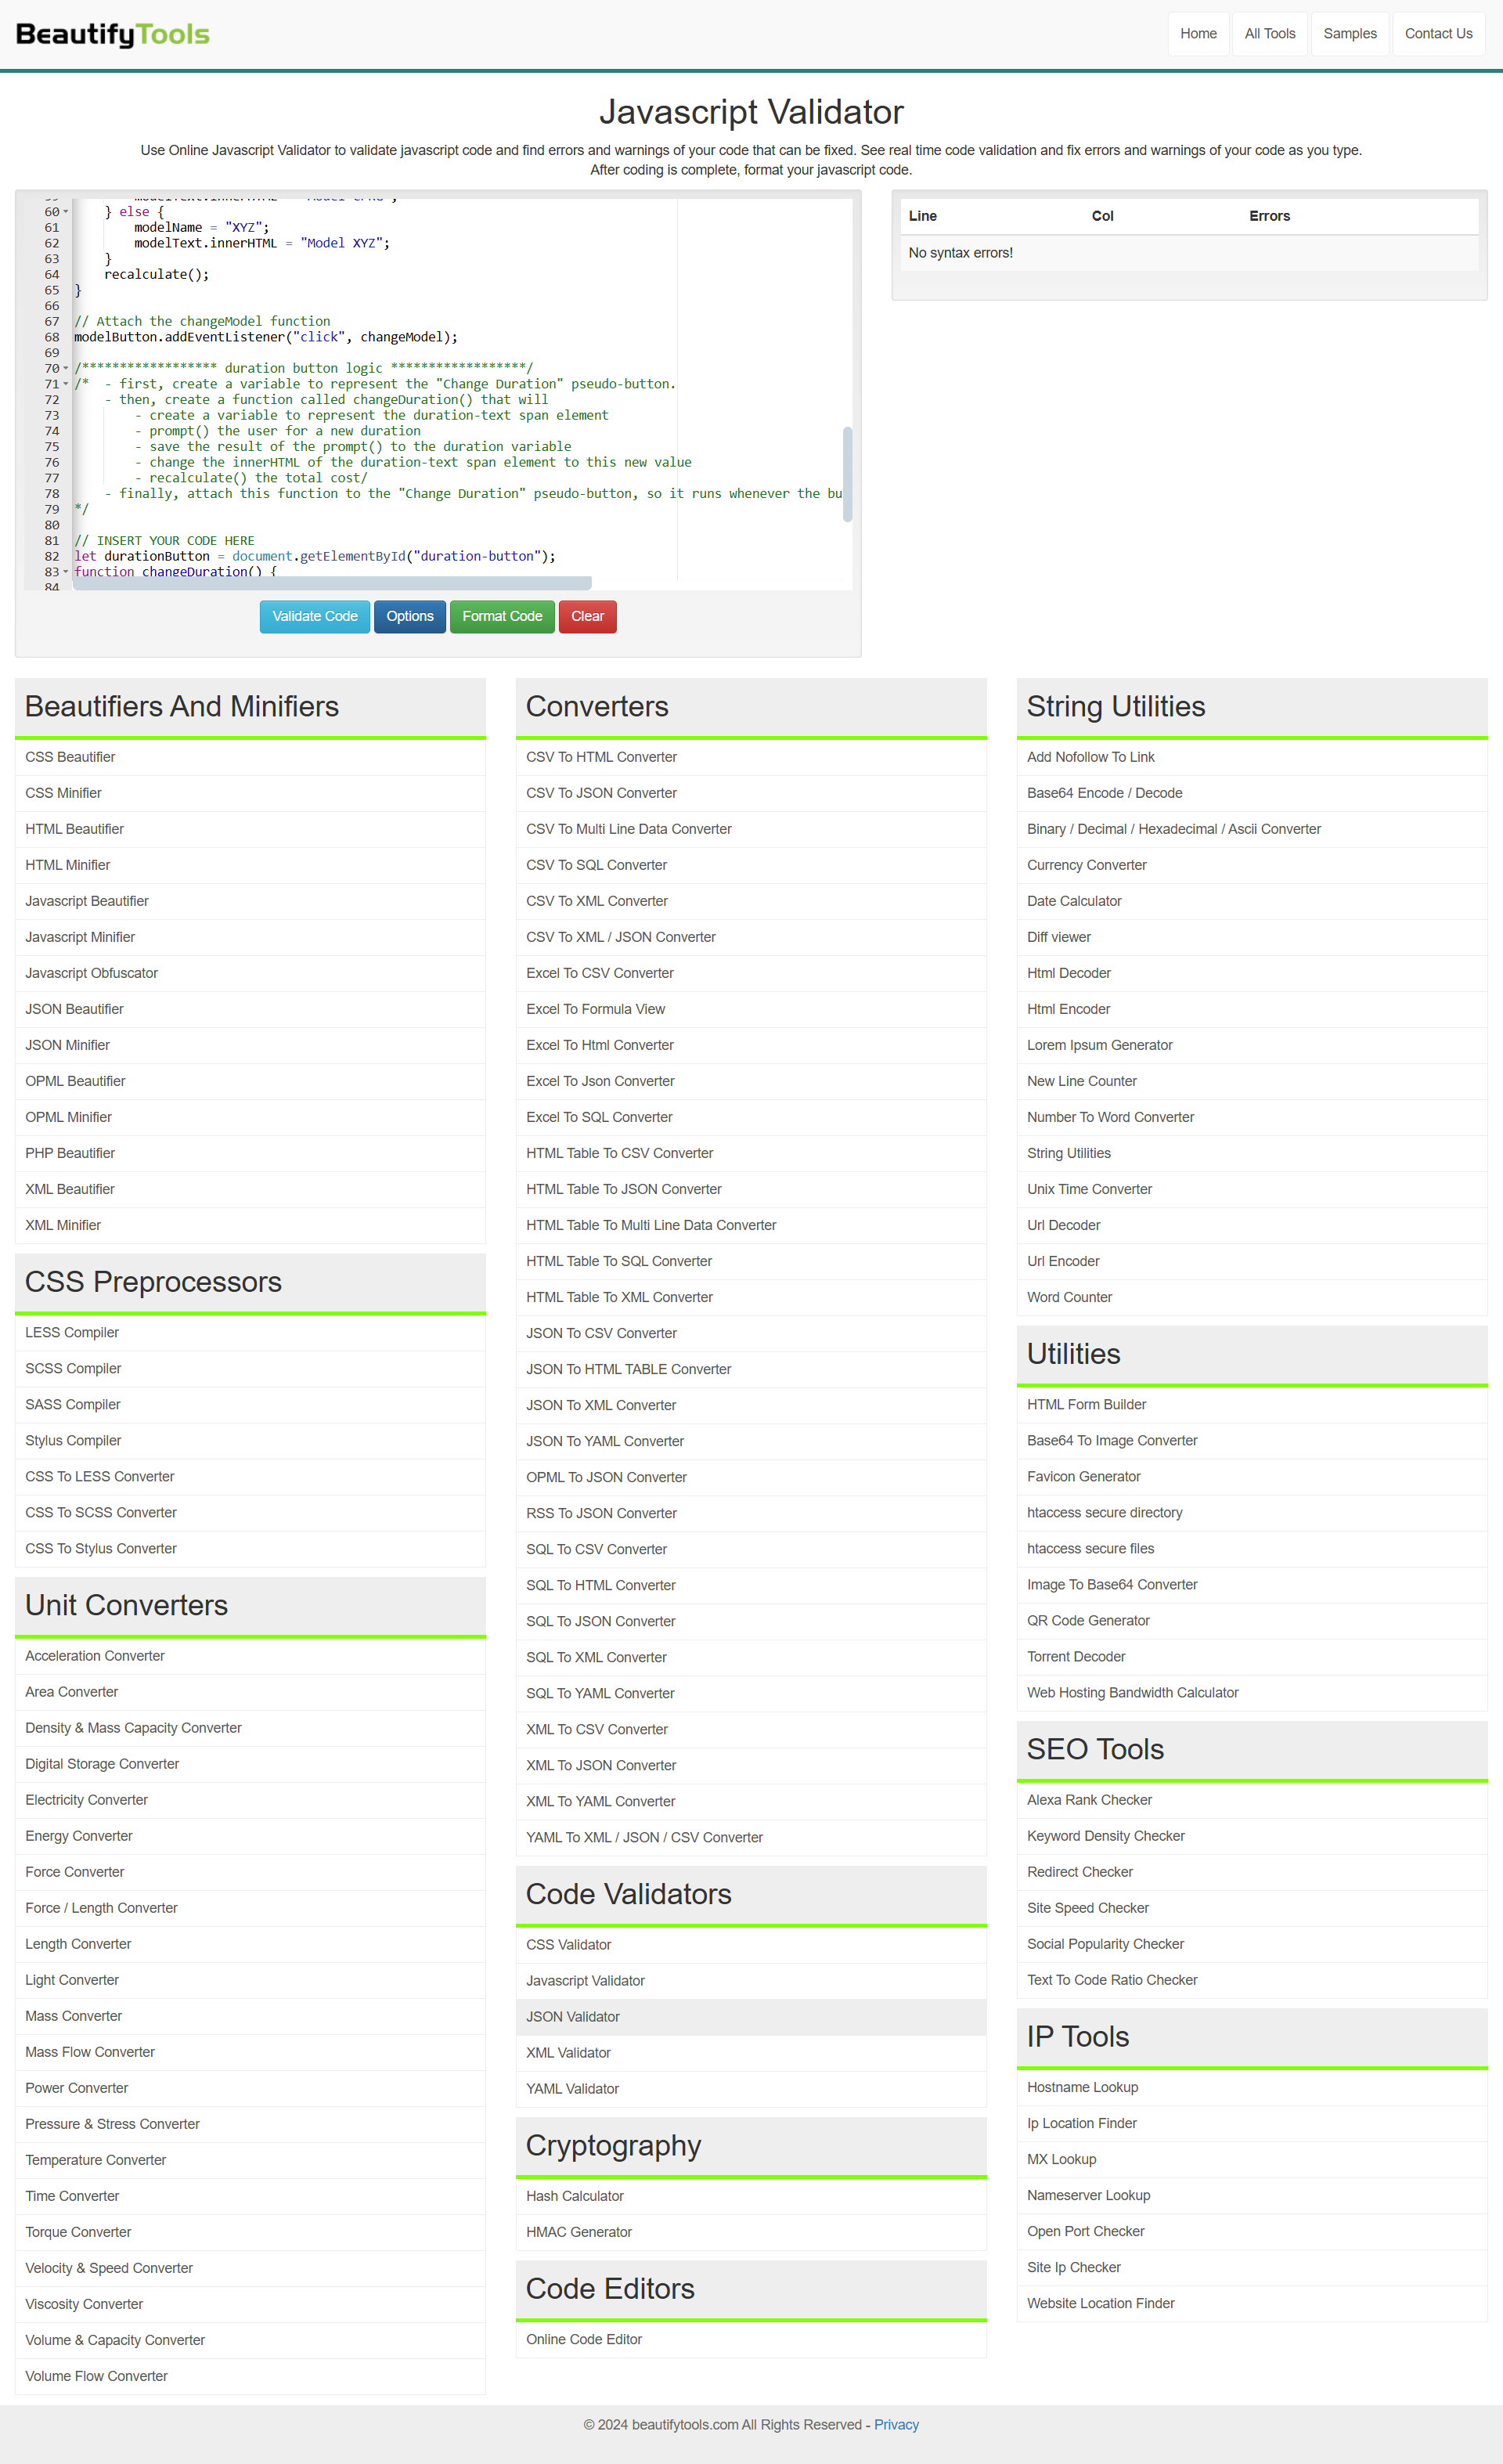 BeautifyTools
Home
All Tools
Samples
Contact Us
Javascript Validator
Use Online Javascript Validator to validate javascript code and find errors and warnings of your code that can be fixed. See real time code validation and fix errors and warnings of your code as you type.
After coding is complete, format your javascript code.
60 } else {
61 modelName = "XYZ";
62 modelText.innerHTML = "Model XYZ";
63 }
64 recalculate();
65 }
66
67 // Attach the changeModel function
68 modelButton.addEventListener("click", changeModel);
69
70 /****************** duration button logic ******************/
71 /* - first, create a variable to represent the "Change Duration" pseudo-button.
72 - then, create a function called changeDuration() that will
73 - create a variable to represent the duration-text span element
74 - prompt() the user for a new duration
75 - save the result of the prompt() to the duration variable
76 - change the innerHTML of the duration-text span element to this new value
77 - recalculate() the total cost/
78 - finally, attach this function to the "Change Duration" pseudo-button, so it runs whenever the bu
79 */
80
81 // INSERT YOUR CODE HERE
82 let durationButton = document.getElementById("duration-button");
83 function changeDuration() {
84
Validate Code
Options
Format Code
Clear
Line Col Errors
No syntax errors!
Beautifiers And Minifiers
CSS Beautifier
CSS Minifier
HTML Beautifier
HTML Minifier
Javascript Beautifier
Javascript Minifier
Javascript Obfuscator
JSON Beautifier
JSON Minifier
OPML Beautifier
OPML Minifier
PHP Beautifier
XML Beautifier
XML Minifier
CSS Preprocessors
LESS Compiler
SCSS Compiler
SASS Compiler
Stylus Compiler
CSS To LESS Converter
CSS To SCSS Converter
CSS To Stylus Converter
Unit Converters
Acceleration Converter
Area Converter
Density & Mass Capacity Converter
Digital Storage Converter
Electricity Converter
Energy Converter
Force Converter
Force / Length Converter
Length Converter
Light Converter
Mass Converter
Mass Flow Converter
Power Converter
Pressure & Stress Converter
Temperature Converter
Time Converter
Torque Converter
Velocity & Speed Converter
Viscosity Converter
Volume & Capacity Converter
Volume Flow Converter
Converters
CSV To HTML Converter
CSV To JSON Converter
CSV To Multi Line Data Converter
CSV To SQL Converter
CSV To XML Converter
CSV To XML / JSON Converter
Excel To CSV Converter
Excel To Formula View
Excel To Html Converter
Excel To Json Converter
Excel To SQL Converter
HTML Table To CSV Converter
HTML Table To JSON Converter
HTML Table To Multi Line Data Converter
HTML Table To SQL Converter
HTML Table To XML Converter
JSON To CSV Converter
JSON To HTML TABLE Converter
JSON To XML Converter
JSON To YAML Converter
OPML To JSON Converter
RSS To JSON Converter
SQL To CSV Converter
SQL To HTML Converter
SQL To JSON Converter
SQL To XML Converter
SQL To YAML Converter
XML To CSV Converter
XML To JSON Converter
XML To YAML Converter
YAML To XML / JSON / CSV Converter
Code Validators
CSS Validator
Javascript Validator
JSON Validator
XML Validator
YAML Validator
Cryptography
Hash Calculator
HMAC Generator
Code Editors
Online Code Editor
String Utilities
Add Nofollow To Link
Base64 Encode / Decode
Binary / Decimal / Hexadecimal / Ascii Converter
Currency Converter
Date Calculator
Diff viewer
Html Decoder
Html Encoder
Lorem Ipsum Generator
New Line Counter
Number To Word Converter
String Utilities
Unix Time Converter
Url Decoder
Url Encoder
Word Counter
Utilities
HTML Form Builder
Base64 To Image Converter
Favicon Generator
htaccess secure directory
htaccess secure files
Image To Base64 Converter
QR Code Generator
Torrent Decoder
Web Hosting Bandwidth Calculator
SEO Tools
Alexa Rank Checker
Keyword Density Checker
Redirect Checker
Site Speed Checker
Social Popularity Checker
Text To Code Ratio Checker
IP Tools
Hostname Lookup
Ip Location Finder
MX Lookup
Nameserver Lookup
Open Port Checker
Site Ip Checker
Website Location Finder
© 2024 beautifytools.com All Rights Reserved - Privacy